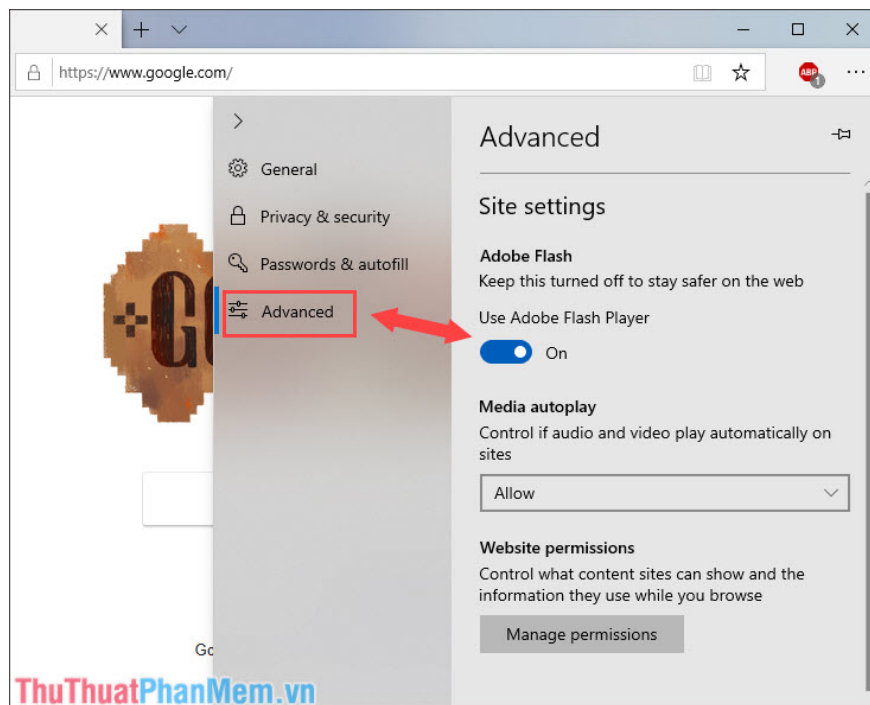 https://www.google.com/
ABP
1
General
Privacy & security
Passwords & autofill
Advanced
Advanced
Site settings
Adobe Flash
Keep this turned off to stay safer on the web
Use Adobe Flash Player
On
Media autoplay
Control if audio and video play automatically on
sites
Allow
Website permissions
Control what content sites can show and the
information they use while you browse
Manage permissions
Go
ThuThuatPhanMem.vn